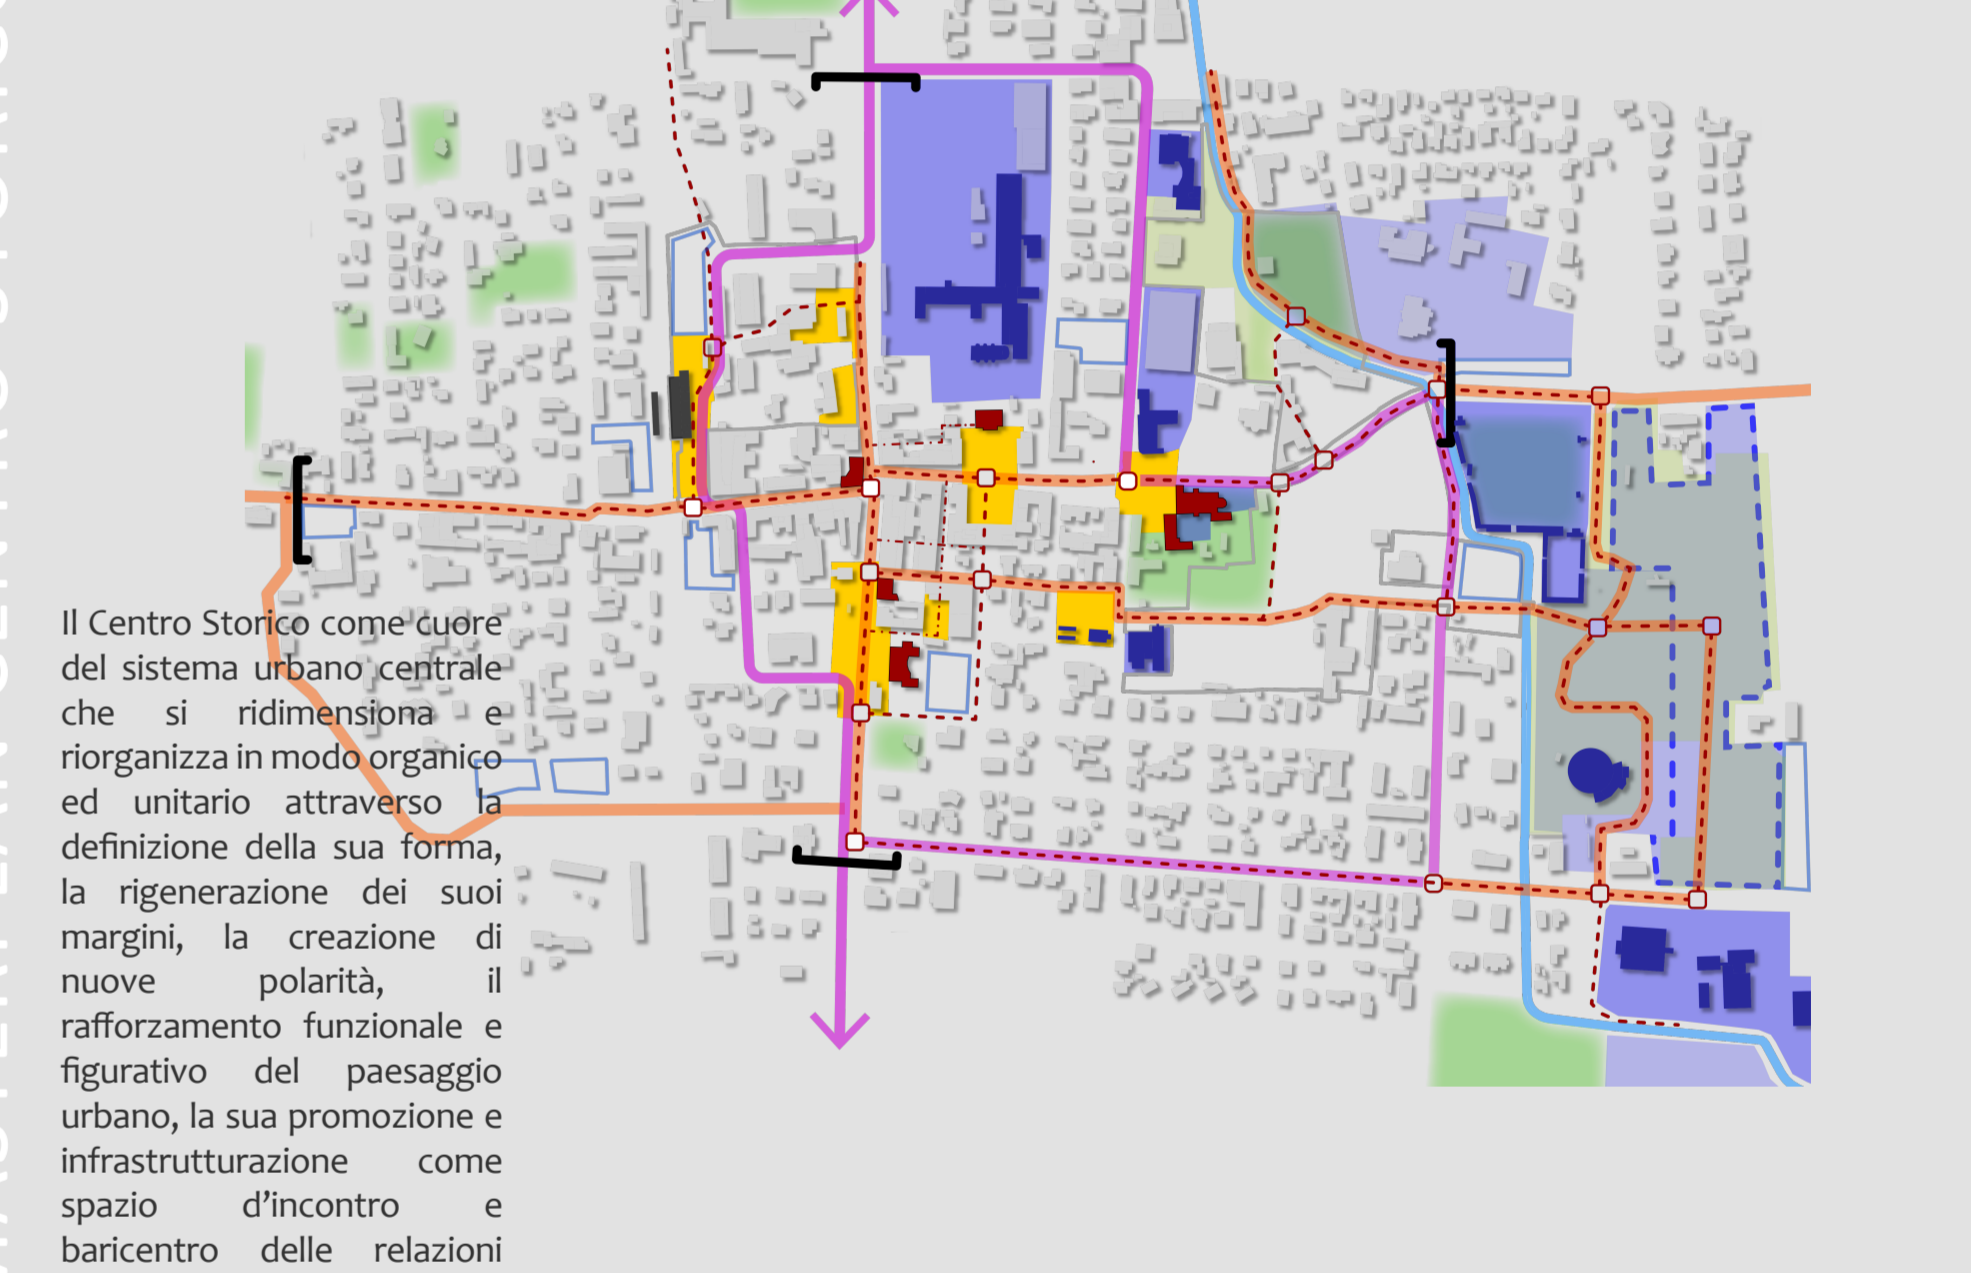 Il Centro Storico come cuore
del sistema urbano centrale
che si ridimensiona e
riorganizza in modo organico
ed unitario attraverso la
definizione della sua forma,
la rigenerazione dei suoi
margini, la creazione di
nuove polarità, il
rafforzamento funzionale e
figurativo del paesaggio
urbano, la sua promozione e
infrastrutturazione come
spazio d’incontro e
baricentro delle relazioni